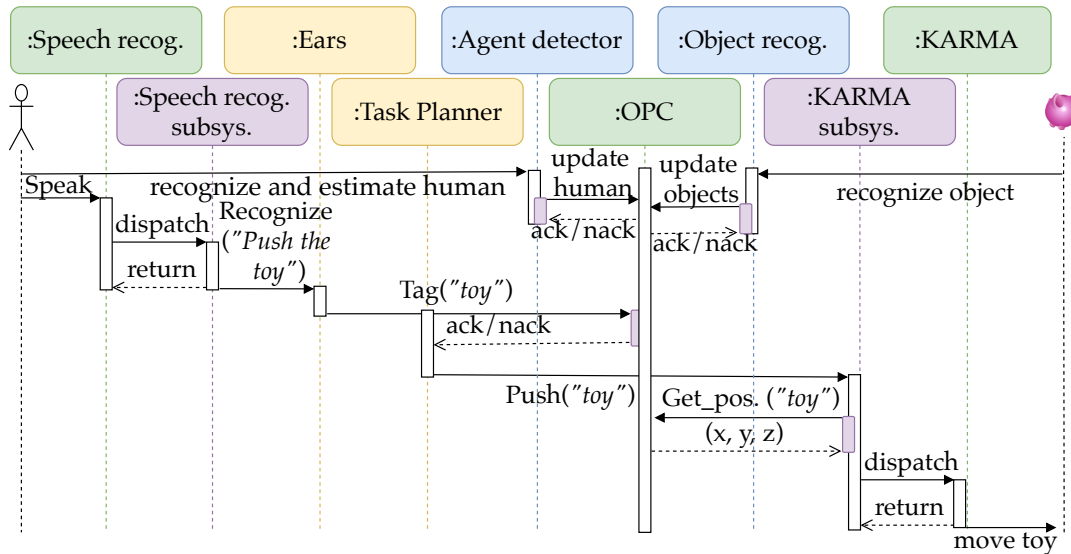 :Speech recog.
:Ears
:Agent detector
:Object recog.
:KARMA
:Speech recog.
subsys.
:Task Planner
:OPC
:KARMA
subsys.
update
human
update
objects
recognize and estimate human
recognize object
Speak
Recognize
("Push the
toy")
dispatch
return
ack/nack
ack/nack
Tag("toy")
ack/nack
Push("toy")
Get_pos. ("toy")
(x, y, z)
dispatch
return
move toy